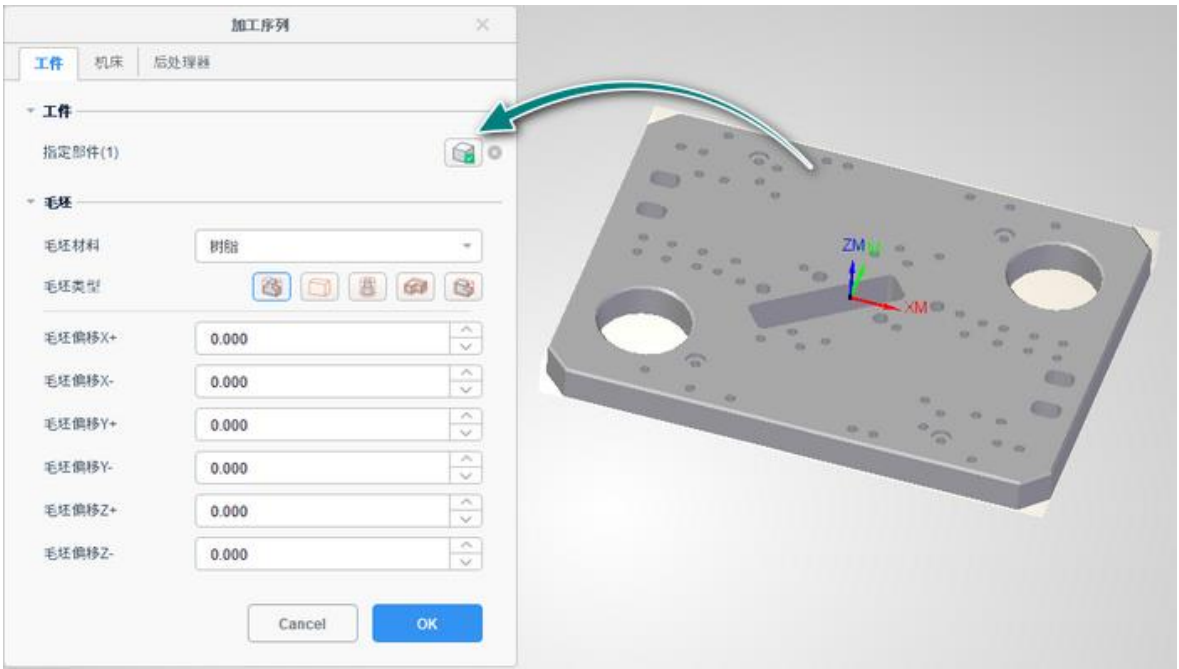 加工序列
工件 机床 后处理器
工件
指定部件(1)
毛坯
毛坯材料 树脂
毛坯类型
毛坯偏移X+ 0.000
毛坯偏移X- 0.000
毛坯偏移Y+ 0.000
毛坯偏移Y- 0.000
毛坯偏移Z+ 0.000
毛坯偏移Z- 0.000
Cancel OK
ZM
XM